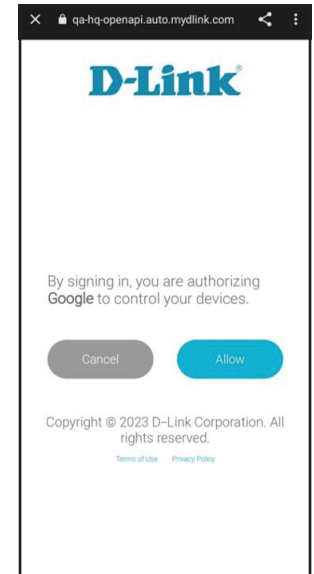 qa-hq-openapi.auto.mydlink.com
D-Link®
By signing in, you are authorizing
Google to control your devices.
Cancel
Allow
Copyright © 2023 D-Link Corporation. All
rights reserved.
Terms of Use Privacy Policy